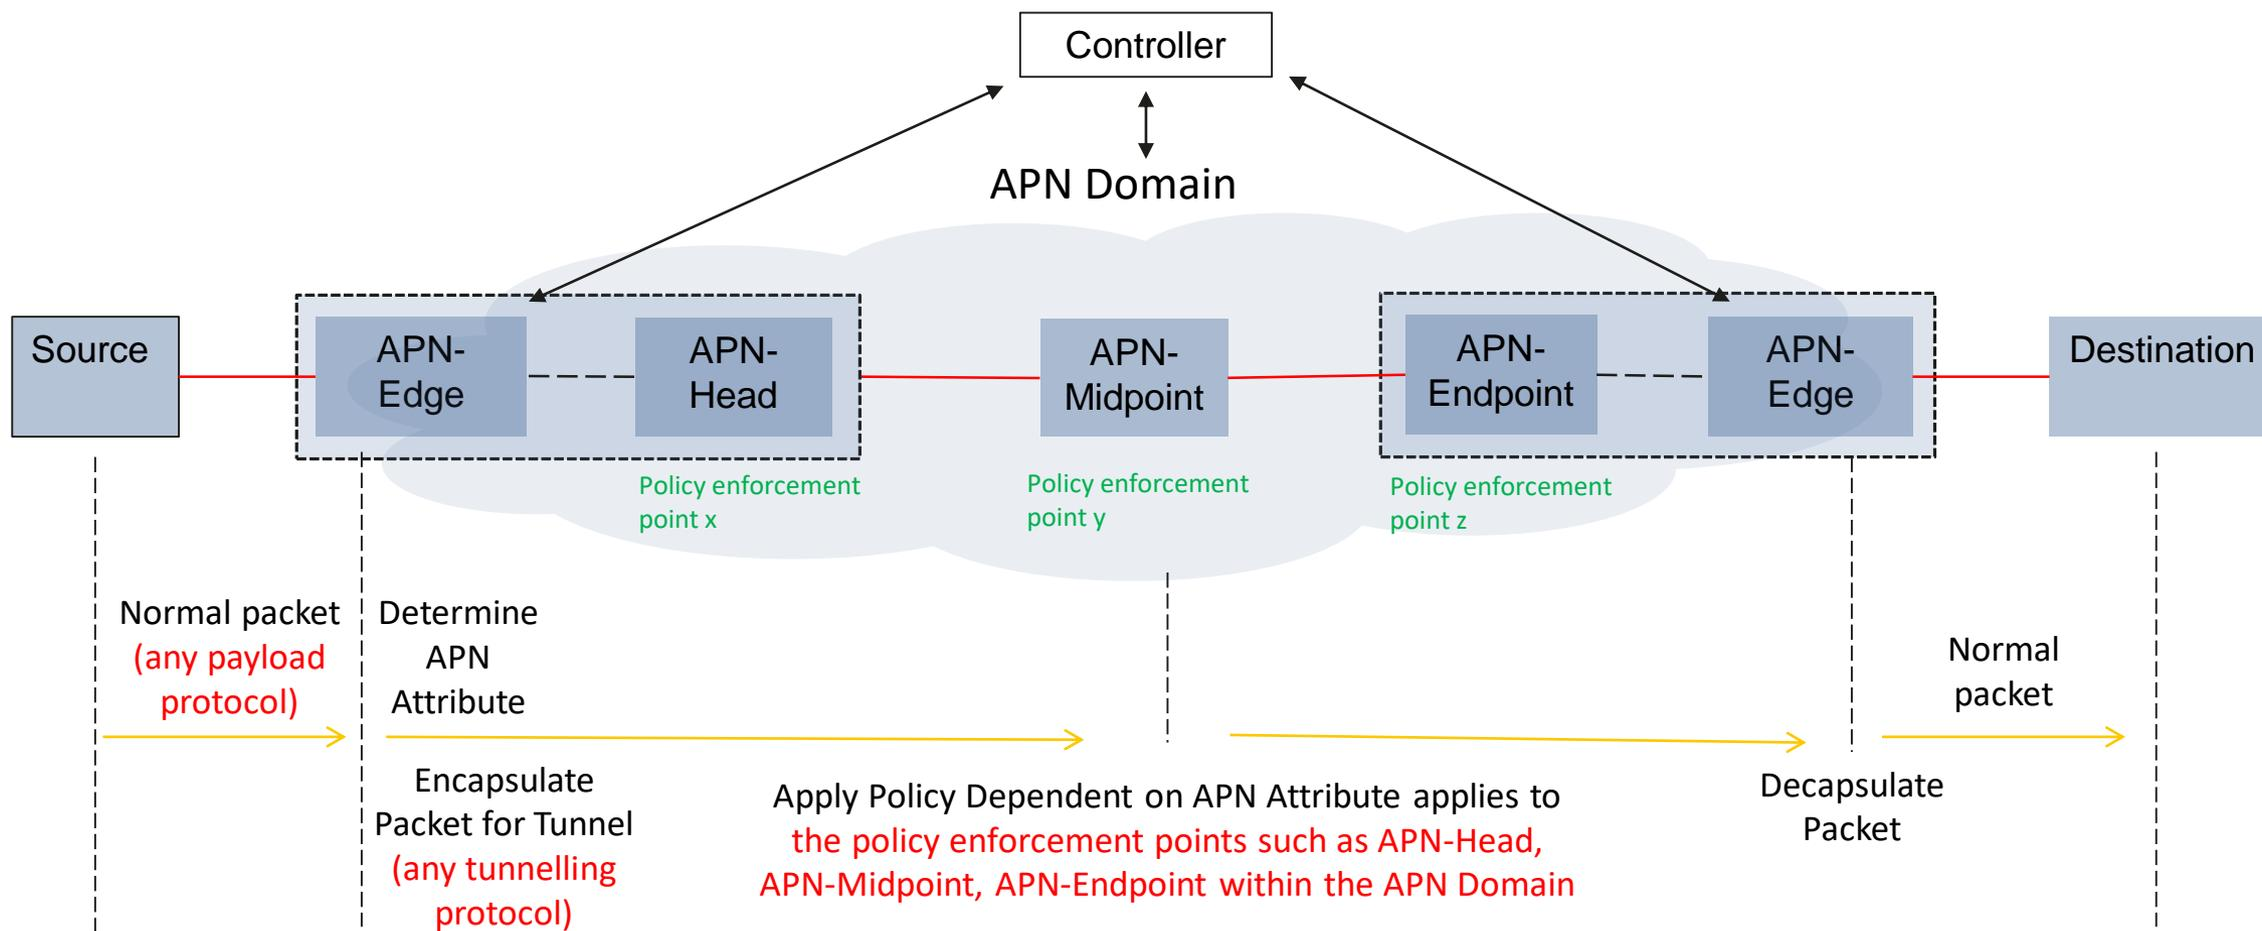 Controller
APN Domain
Source
APN-
Edge
APN-
Head
APN-
Midpoint
APN-
Endpoint
APN-
Edge
Destination
Policy enforcement
point x
Policy enforcement
point y
Policy enforcement
point z
Normal packet
(any payload
protocol)
Determine
APN
Attribute
Encapsulate
Packet for Tunnel
(any tunnelling
protocol)
Apply Policy Dependent on APN Attribute applies to
the policy enforcement points such as APN-Head,
APN-Midpoint, APN-Endpoint within the APN Domain
Decapsulate
Packet
Normal
packet